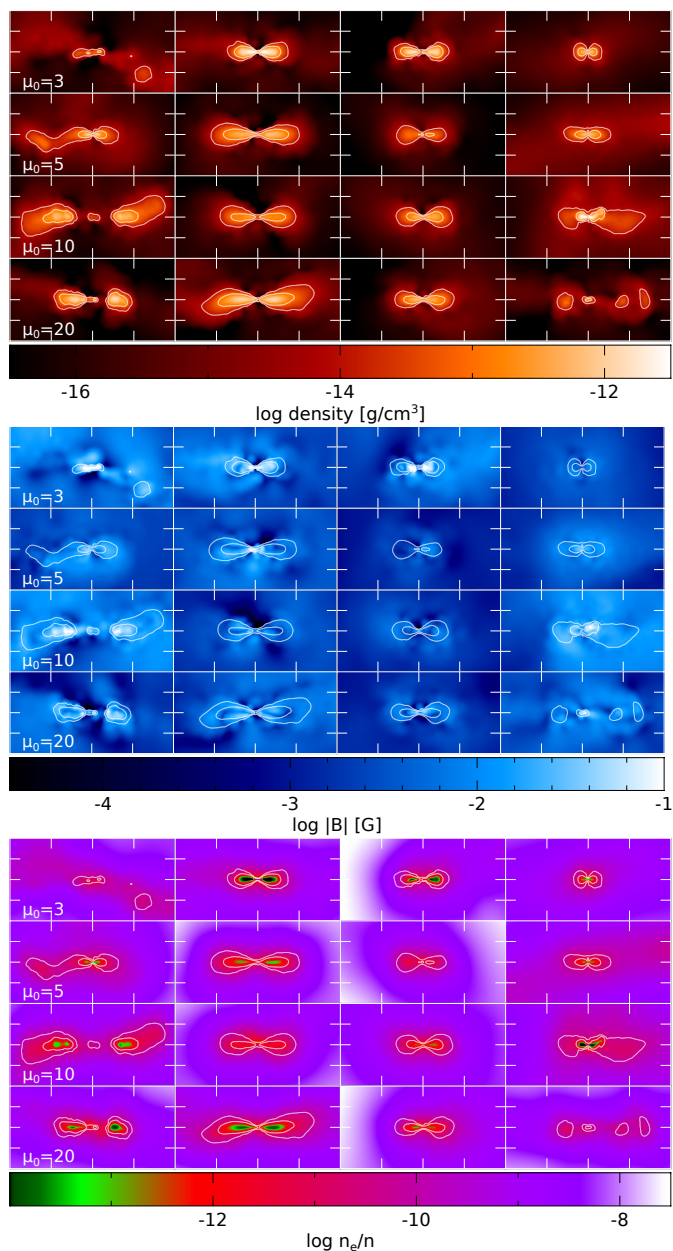 μ₀=3
μ₀=5
μ₀=10
μ₀=20
-16 -14 -12
log density [g/cm³]
μ₀=3
μ₀=5
μ₀=10
μ₀=20
-4 -3 -2 -1
log |B| [G]
μ₀=3
μ₀=5
μ₀=10
μ₀=20
-12 -10 -8
log nₑ/n